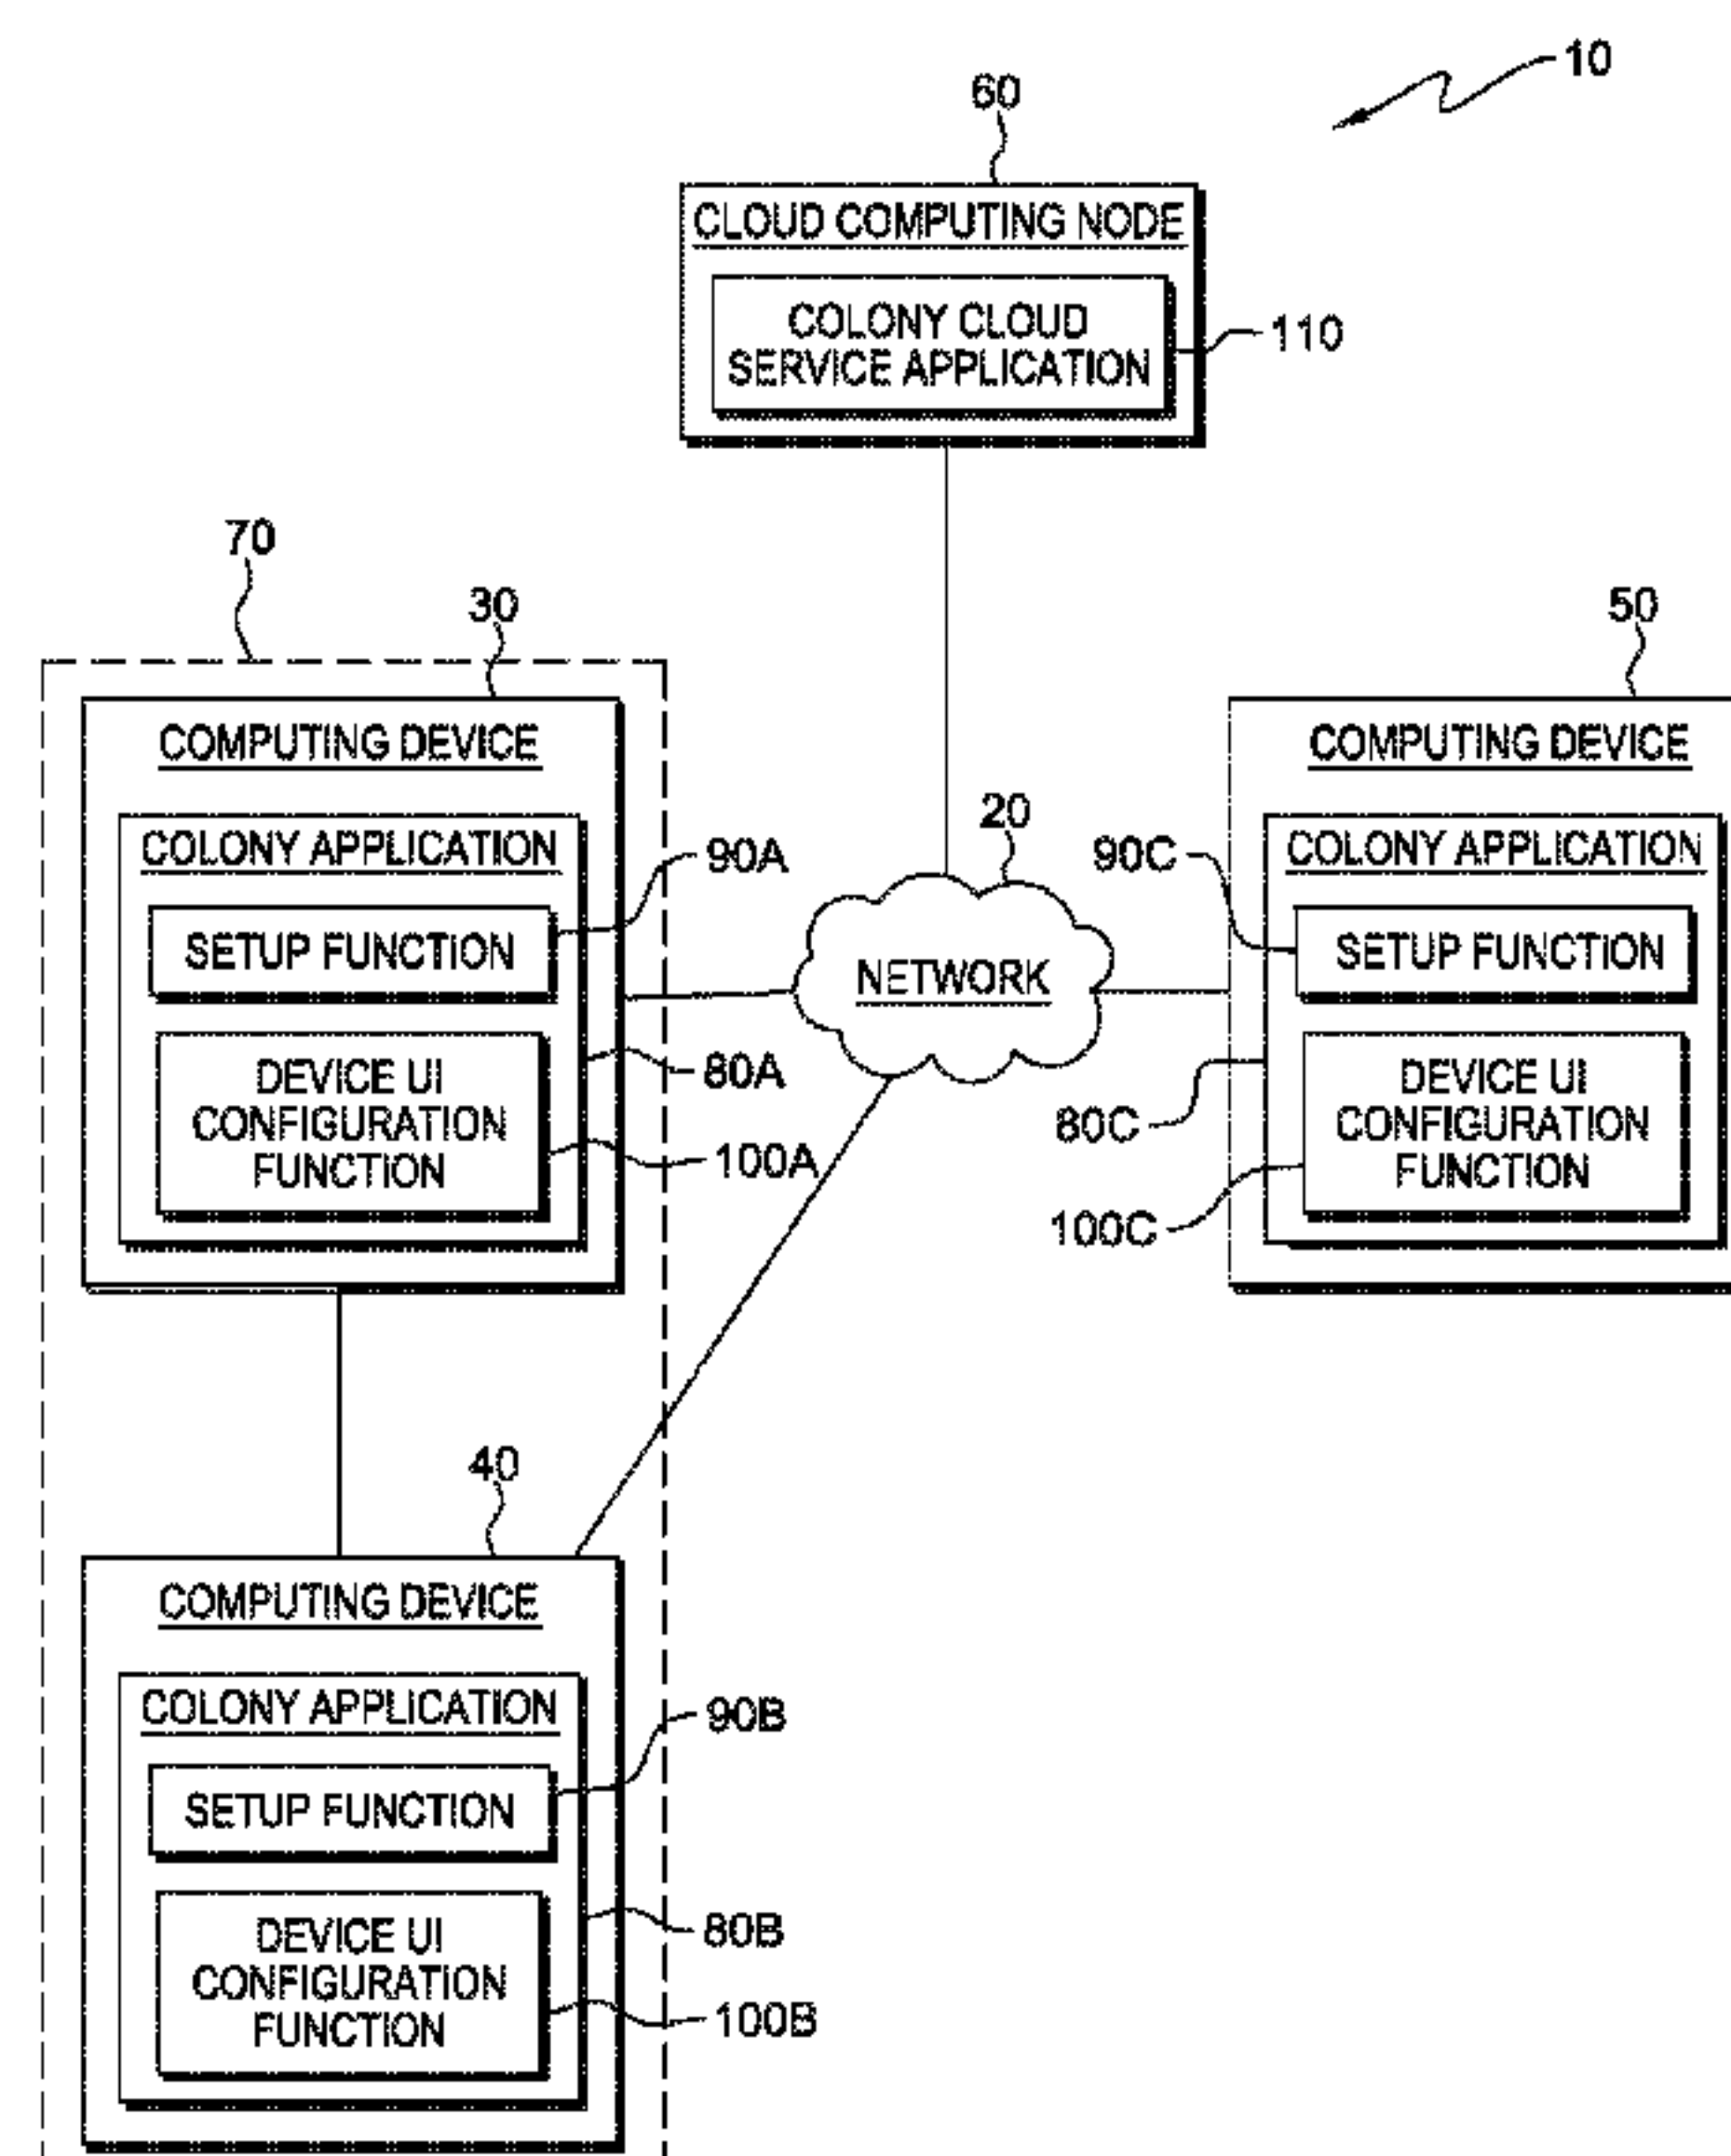 10
60
CLOUD COMPUTING NODE
COLONY CLOUD
SERVICE APPLICATION
110
70
30
50
COMPUTING DEVICE
COLONY APPLICATION
SETUP FUNCTION
DEVICE UI
CONFIGURATION
FUNCTION
90A
80A
100A
20
NETWORK
COMPUTING DEVICE
COLONY APPLICATION
SETUP FUNCTION
DEVICE UI
CONFIGURATION
FUNCTION
90C
80C
100C
40
COMPUTING DEVICE
COLONY APPLICATION
SETUP FUNCTION
DEVICE UI
CONFIGURATION
FUNCTION
90B
80B
100B